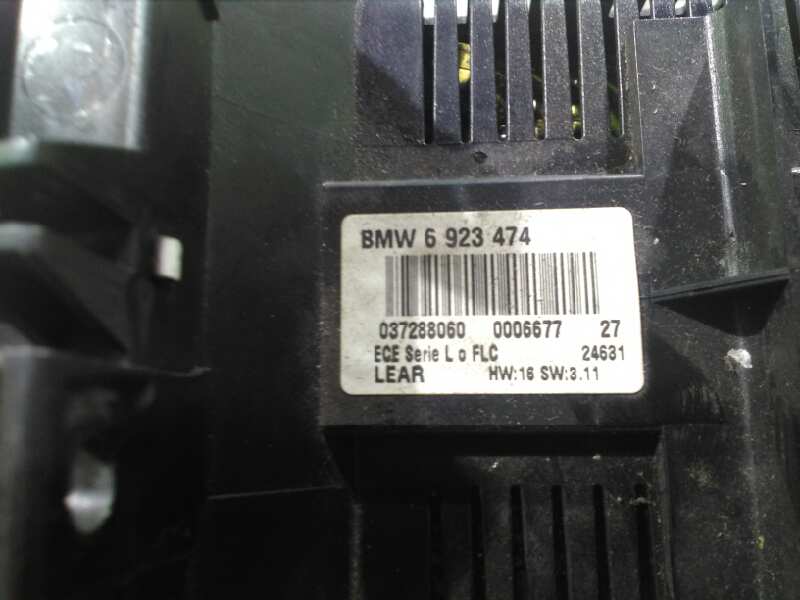 BMW 6 923 474
037288060 0006677 27
ECE Serie L o FLC 24631
LEAR HW:16 SW:3.11